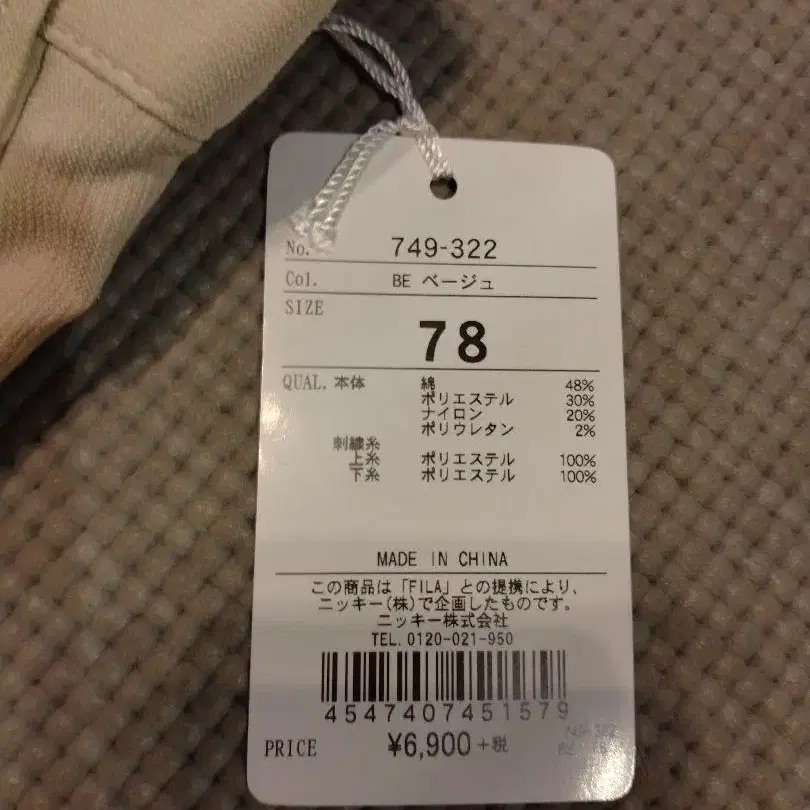 No. 749-322
Col. BE ベージュ
SIZE
78
QUAL. 本体 綿 48%
ポリエステル 30%
ナイロン 20%
ポリウレタン 2%
刺繍糸
上糸 ポリエステル 100%
下糸 ポリエステル 100%
MADE IN CHINA
この商品は「FILA」との提携により、
ニッキー(株)で企画したものです。
ニッキー株式会社
TEL. 0120-021-950
4547407451579
PRICE ¥6,900+税
749-322